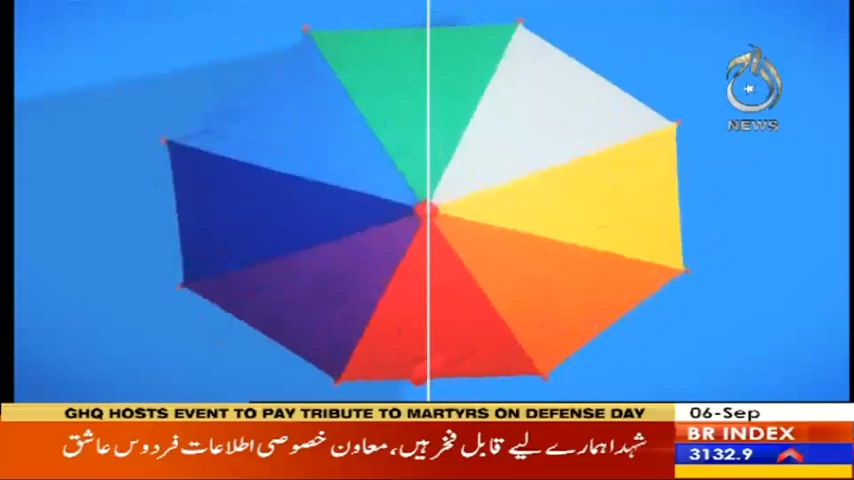 NEWS
GHQ HOSTS EVENT TO PAY TRIBUTE TO MARTYRS ON DEFENSE DAY
06-Sep
شہدا ہمارے لیے قابل فخر ہیں، معاون خصوصی اطلاعات فردوس عاشق
BR INDEX
3132.9